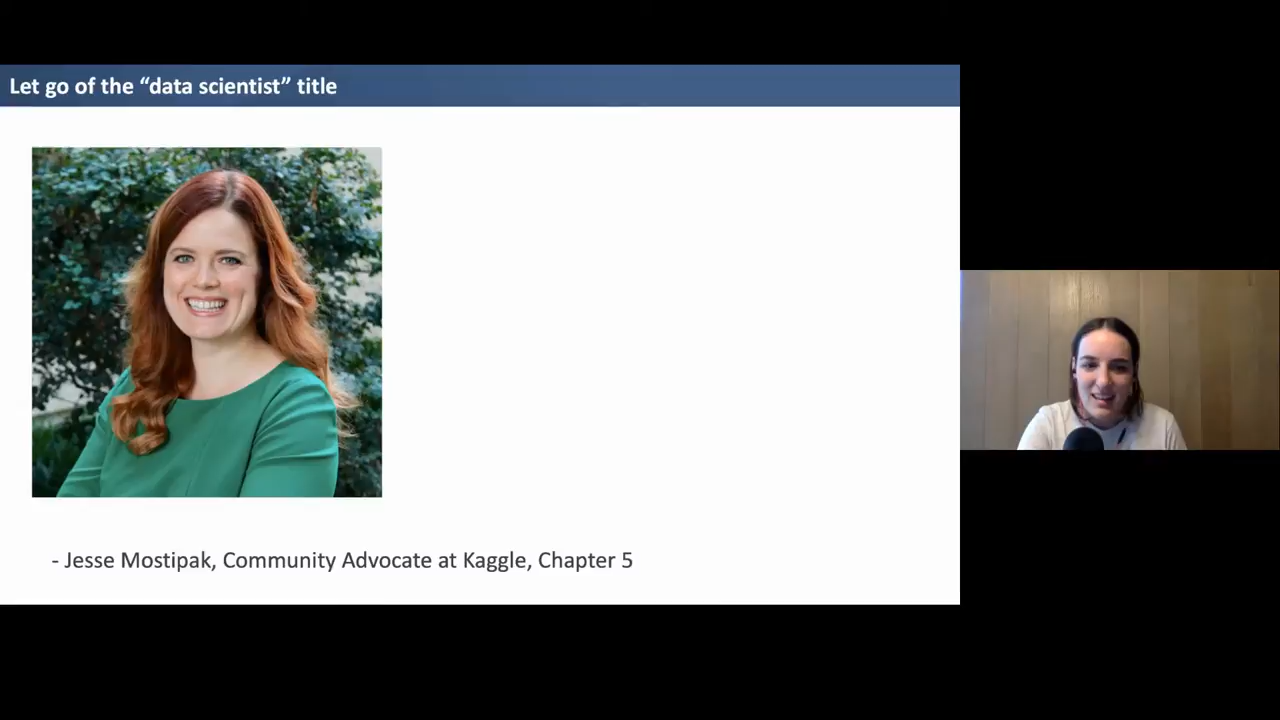 Let go of the “data scientist” title
- Jesse Mostipak, Community Advocate at Kaggle, Chapter 5